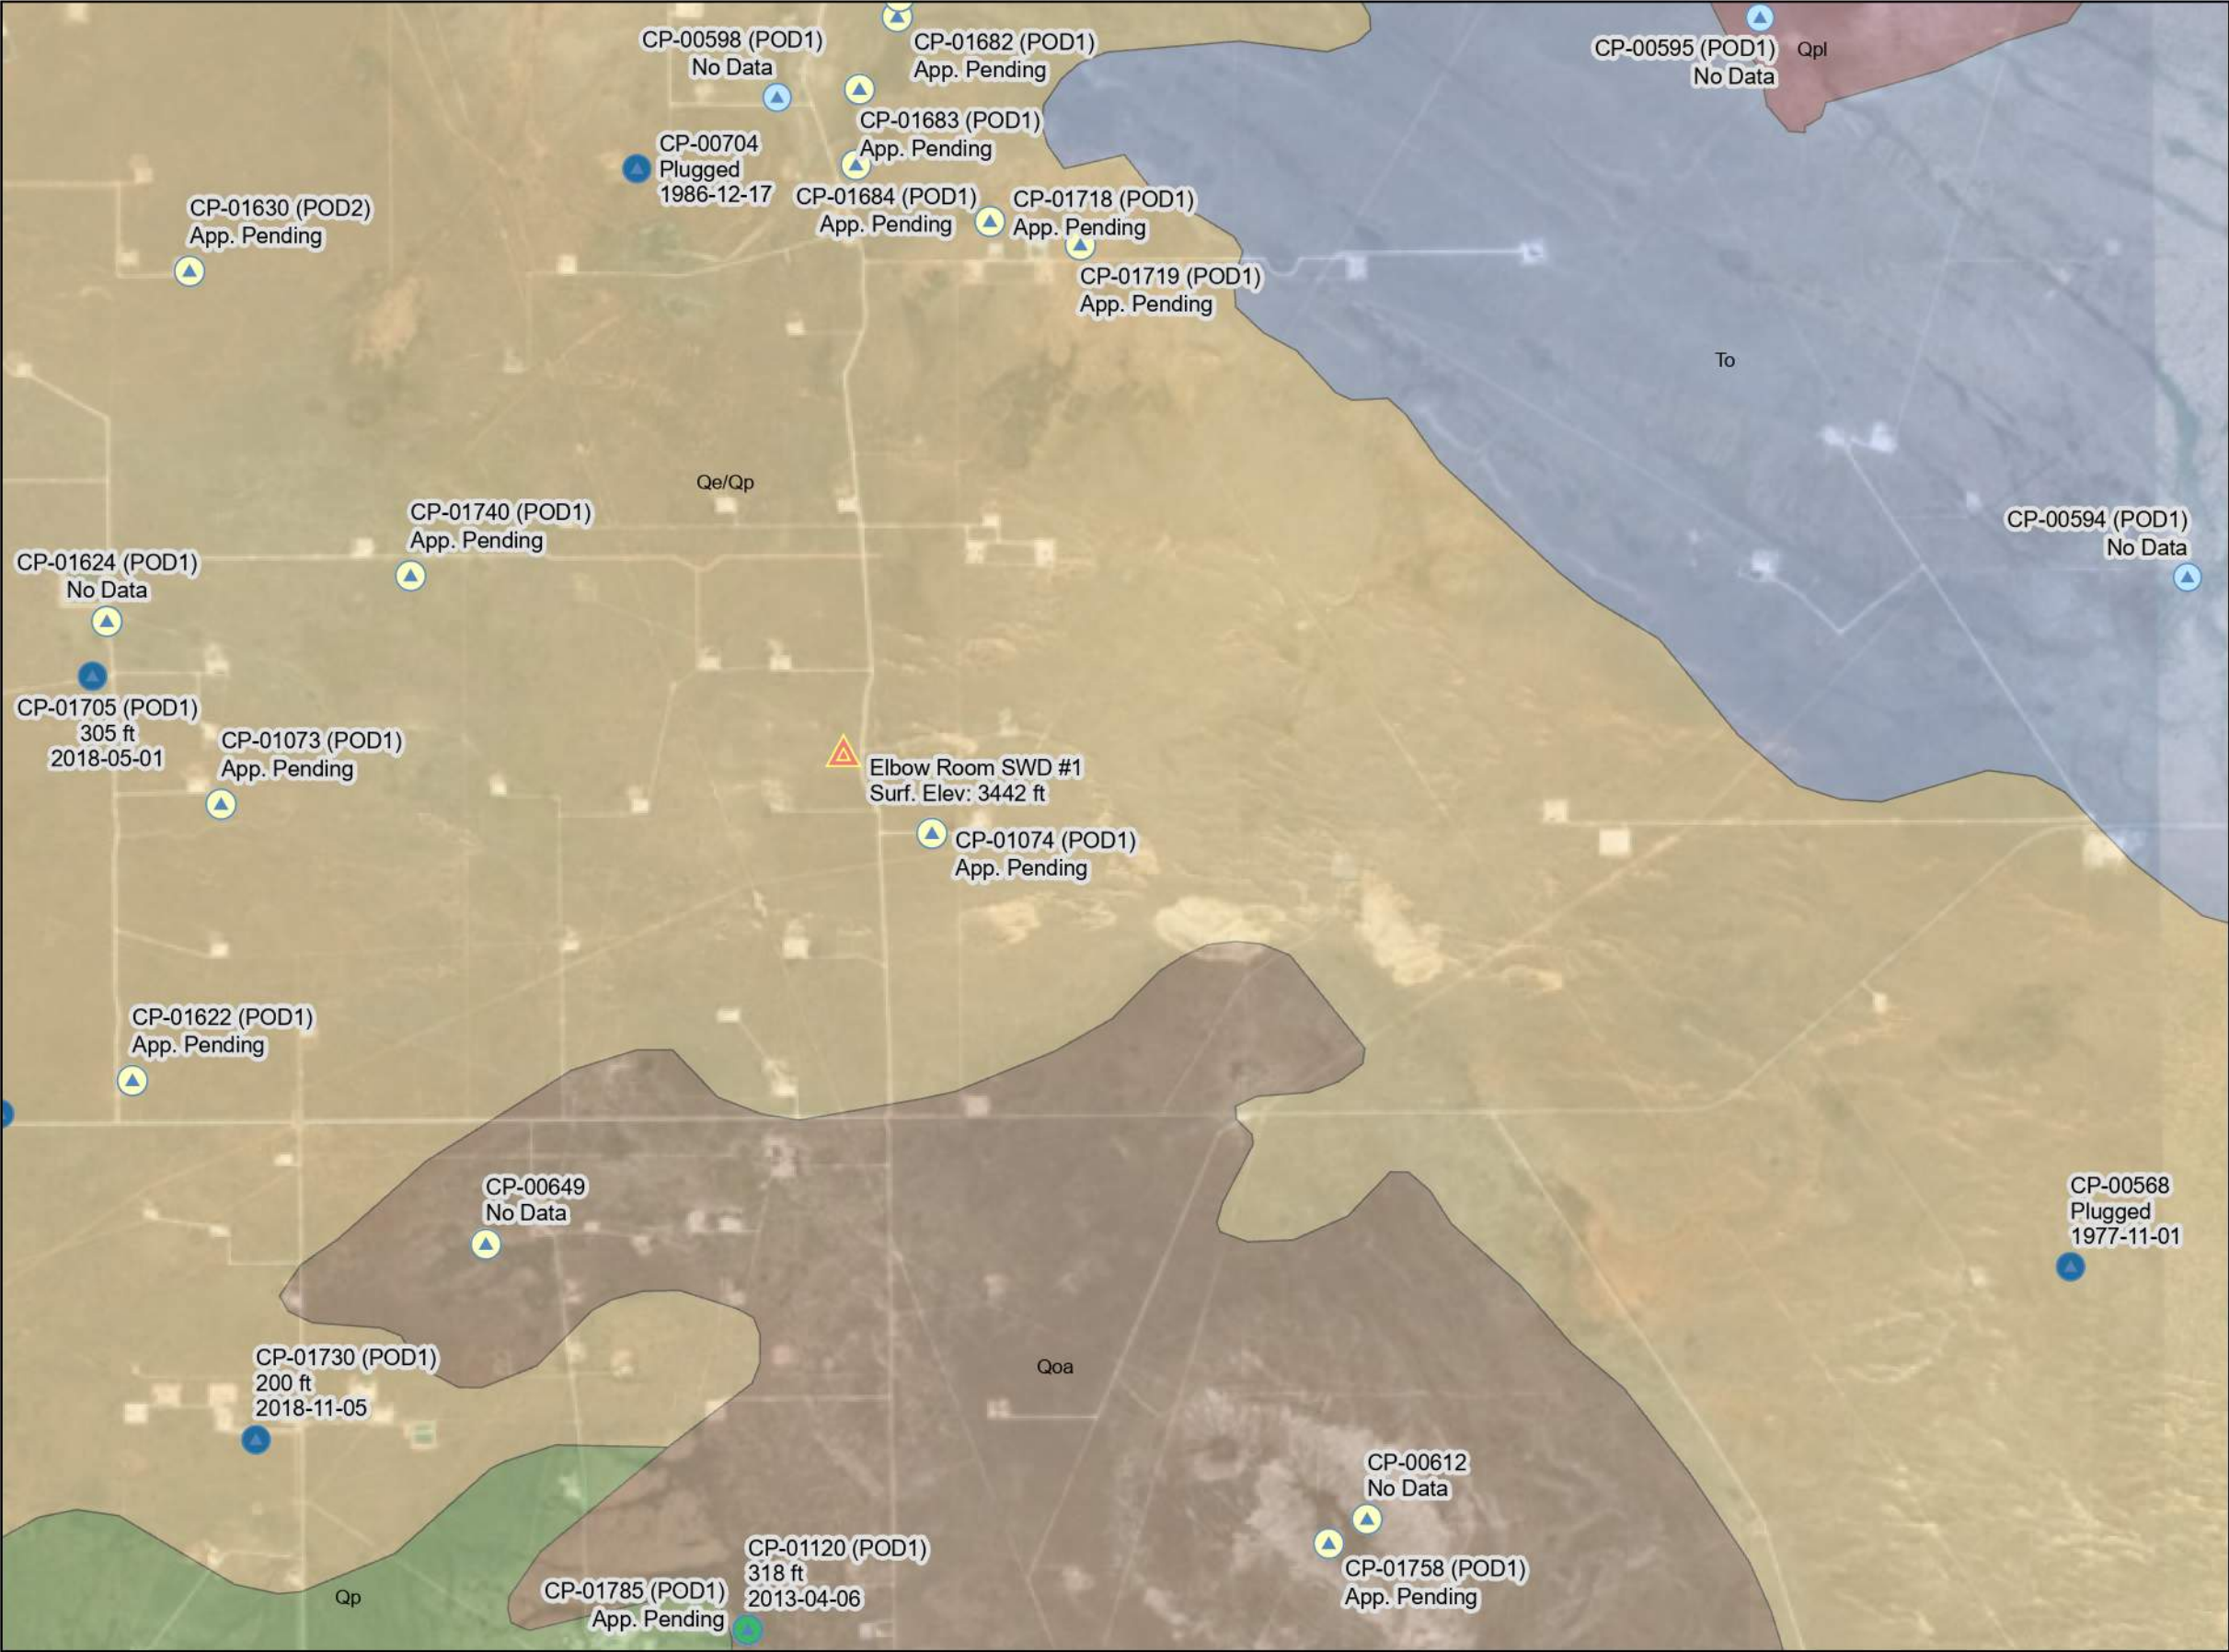 CP-00598 (POD1)
No Data
CP-01682 (POD1)
App. Pending
CP-00595 (POD1)
No Data
Qpl
CP-01683 (POD1)
App. Pending
CP-00704
Plugged
1986-12-17
CP-01684 (POD1)
App. Pending
CP-01718 (POD1)
App. Pending
CP-01630 (POD2)
App. Pending
CP-01719 (POD1)
App. Pending
To
Qe/Qp
CP-01740 (POD1)
App. Pending
CP-00594 (POD1)
No Data
CP-01624 (POD1)
No Data
CP-01705 (POD1)
305 ft
2018-05-01
CP-01073 (POD1)
App. Pending
Elbow Room SWD #1
Surf. Elev: 3442 ft
CP-01074 (POD1)
App. Pending
CP-01622 (POD1)
App. Pending
CP-00649
No Data
CP-00568
Plugged
1977-11-01
CP-01730 (POD1)
200 ft
2018-11-05
Qoa
CP-00612
No Data
CP-01758 (POD1)
App. Pending
CP-01120 (POD1)
318 ft
2013-04-06
CP-01785 (POD1)
App. Pending
Qp